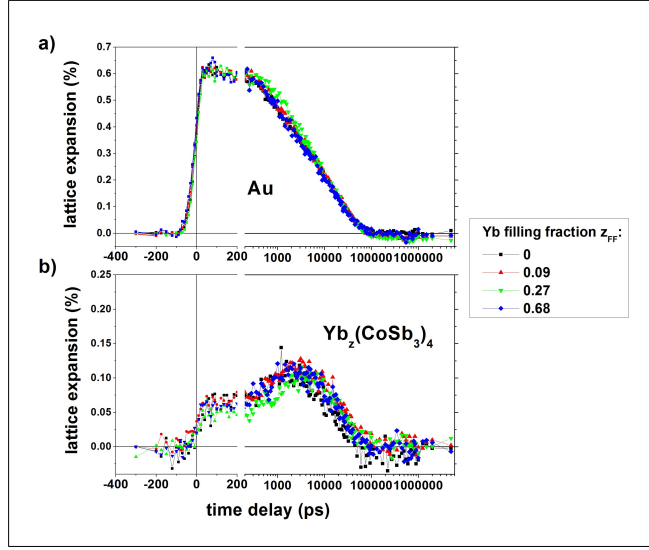 a)
lattice expansion (%)
0.7
0.6
0.5
0.4
0.3
0.2
0.1
0.0
Au
-400 -200 0 200 1000 10000 100000 1000000
b)
lattice expansion (%)
0.25
0.20
0.15
0.10
0.05
0.00
Yb_z(CoSb_3)_4
-400 -200 0 200 1000 10000 100000 1000000
time delay (ps)
Yb filling fraction z_FF:
0
0.09
0.27
0.68